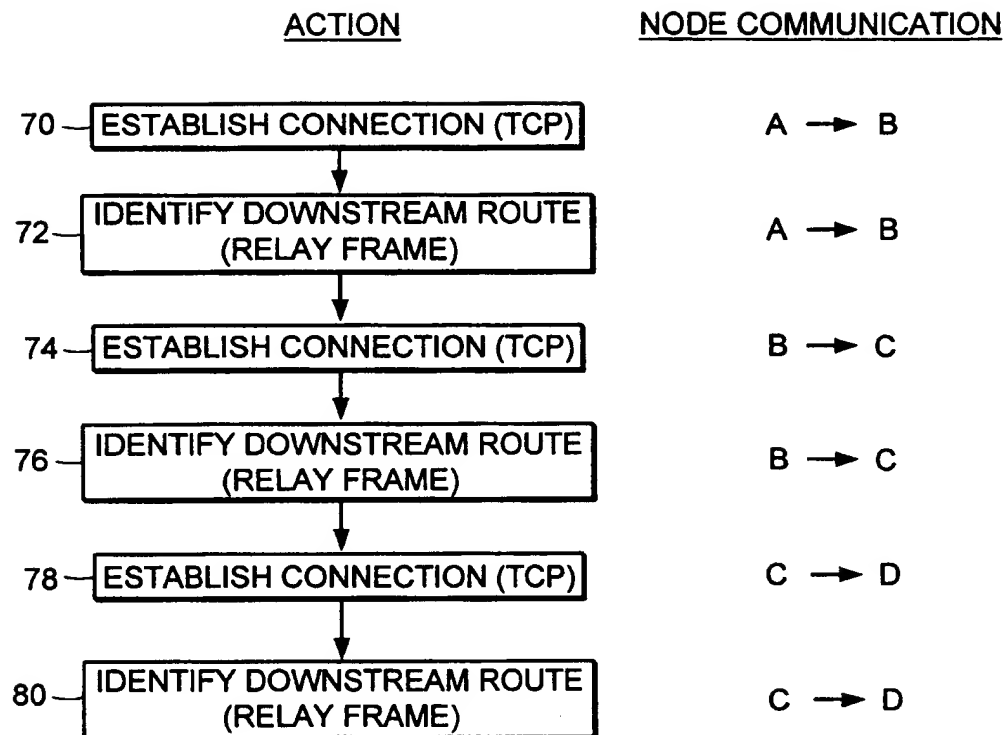 ACTION NODE COMMUNICATION
70 ESTABLISH CONNECTION (TCP) A → B
IDENTIFY DOWNSTREAM ROUTE
72 (RELAY FRAME) A → B
74 ESTABLISH CONNECTION (TCP) B → C
IDENTIFY DOWNSTREAM ROUTE
76 (RELAY FRAME) B → C
78 ESTABLISH CONNECTION (TCP) C → D
IDENTIFY DOWNSTREAM ROUTE
80 (RELAY FRAME) C → D